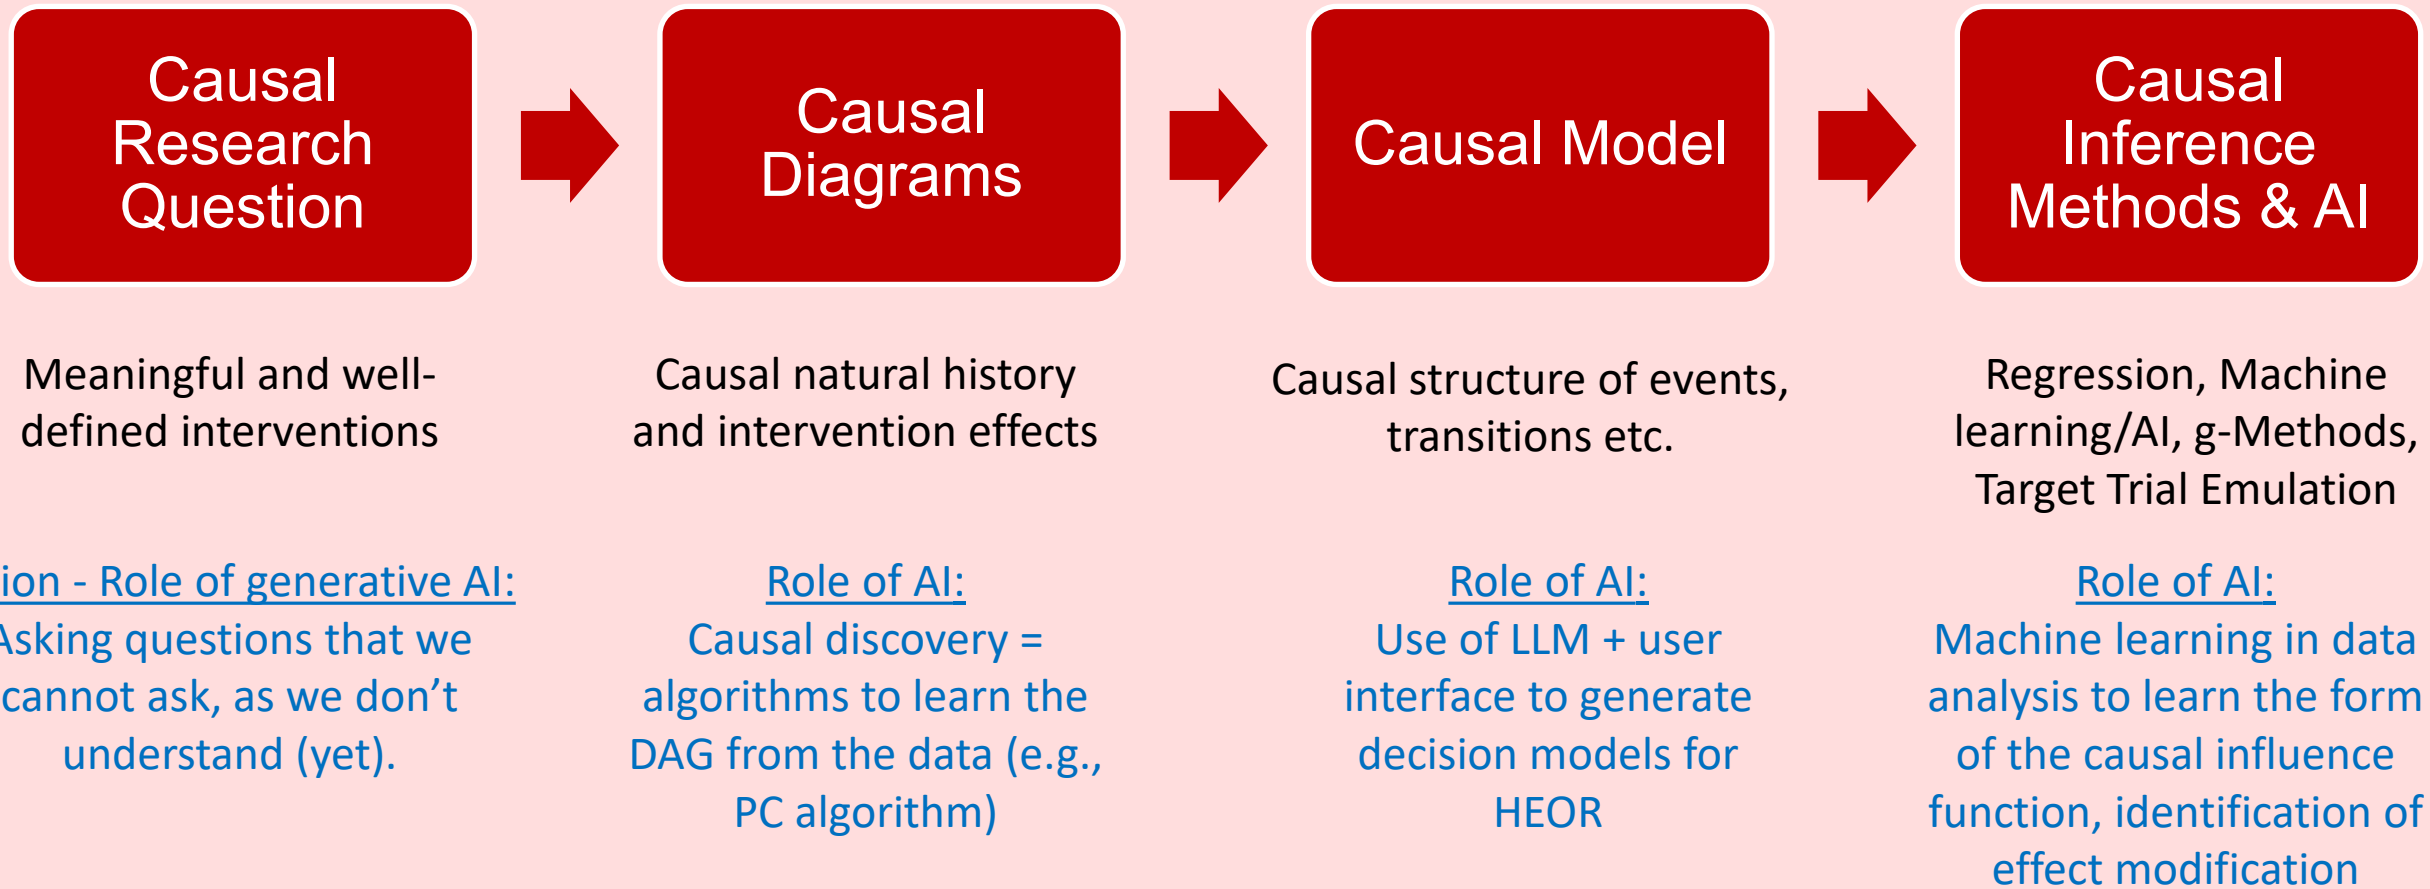 Causal
Research
Question
Causal
Diagrams
Causal Model
Causal
Inference
Methods & AI
Meaningful and well-
defined interventions
Causal natural history
and intervention effects
Causal structure of events,
transitions etc.
Regression, Machine
learning/AI, g-Methods,
Target Trial Emulation
ion - Role of generative AI:
Asking questions that we
cannot ask, as we don’t
understand (yet).
Role of AI:
Causal discovery =
algorithms to learn the
DAG from the data (e.g.,
PC algorithm)
Role of AI:
Use of LLM + user
interface to generate
decision models for
HEOR
Role of AI:
Machine learning in data
analysis to learn the form
of the causal influence
function, identification of
effect modification